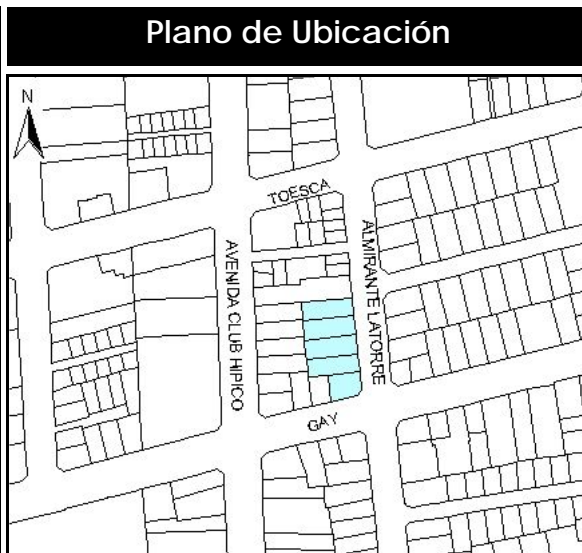 Plano de Ubicación
N
TOESCA
AVENIDA CLUB HIPICO
ALMIRANTE LATORRE
GAY